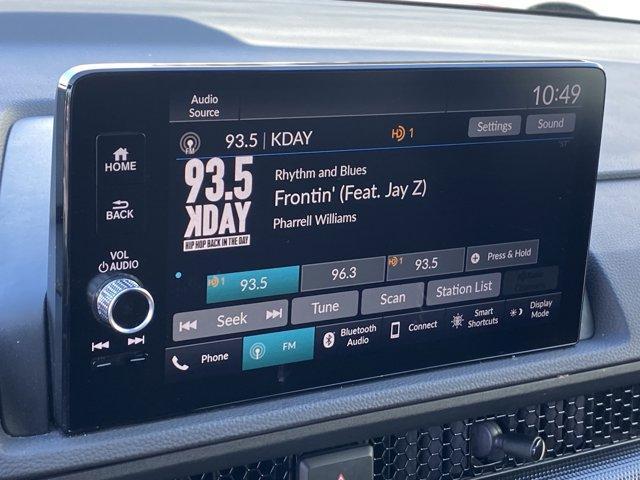 Audio
Source
10:49
FM
93.5 | KDAY
HD 1
Settings
Sound
HOME
BACK
VOL
AUDIO
93.5
KDAY
HIP HOP BACK IN THE DAY
Rhythm and Blues
Frontin' (Feat. Jay Z)
Pharrell Williams
HD 1 93.5
96.3
HD 1 93.5
Press & Hold
Seek
Tune
Scan
Station List
Phone
FM
Bluetooth
Audio
Connect
Smart
Shortcuts
Display
Mode